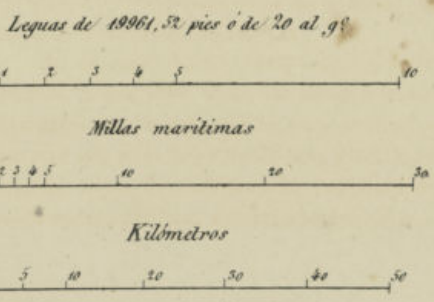 Leguas de 19961,52 pies ó de 20 al g.º
1 2 3 4 5 10
Millas marítimas
2 3 4 5 10 20 30
Kilómetros
5 10 20 30 40 50